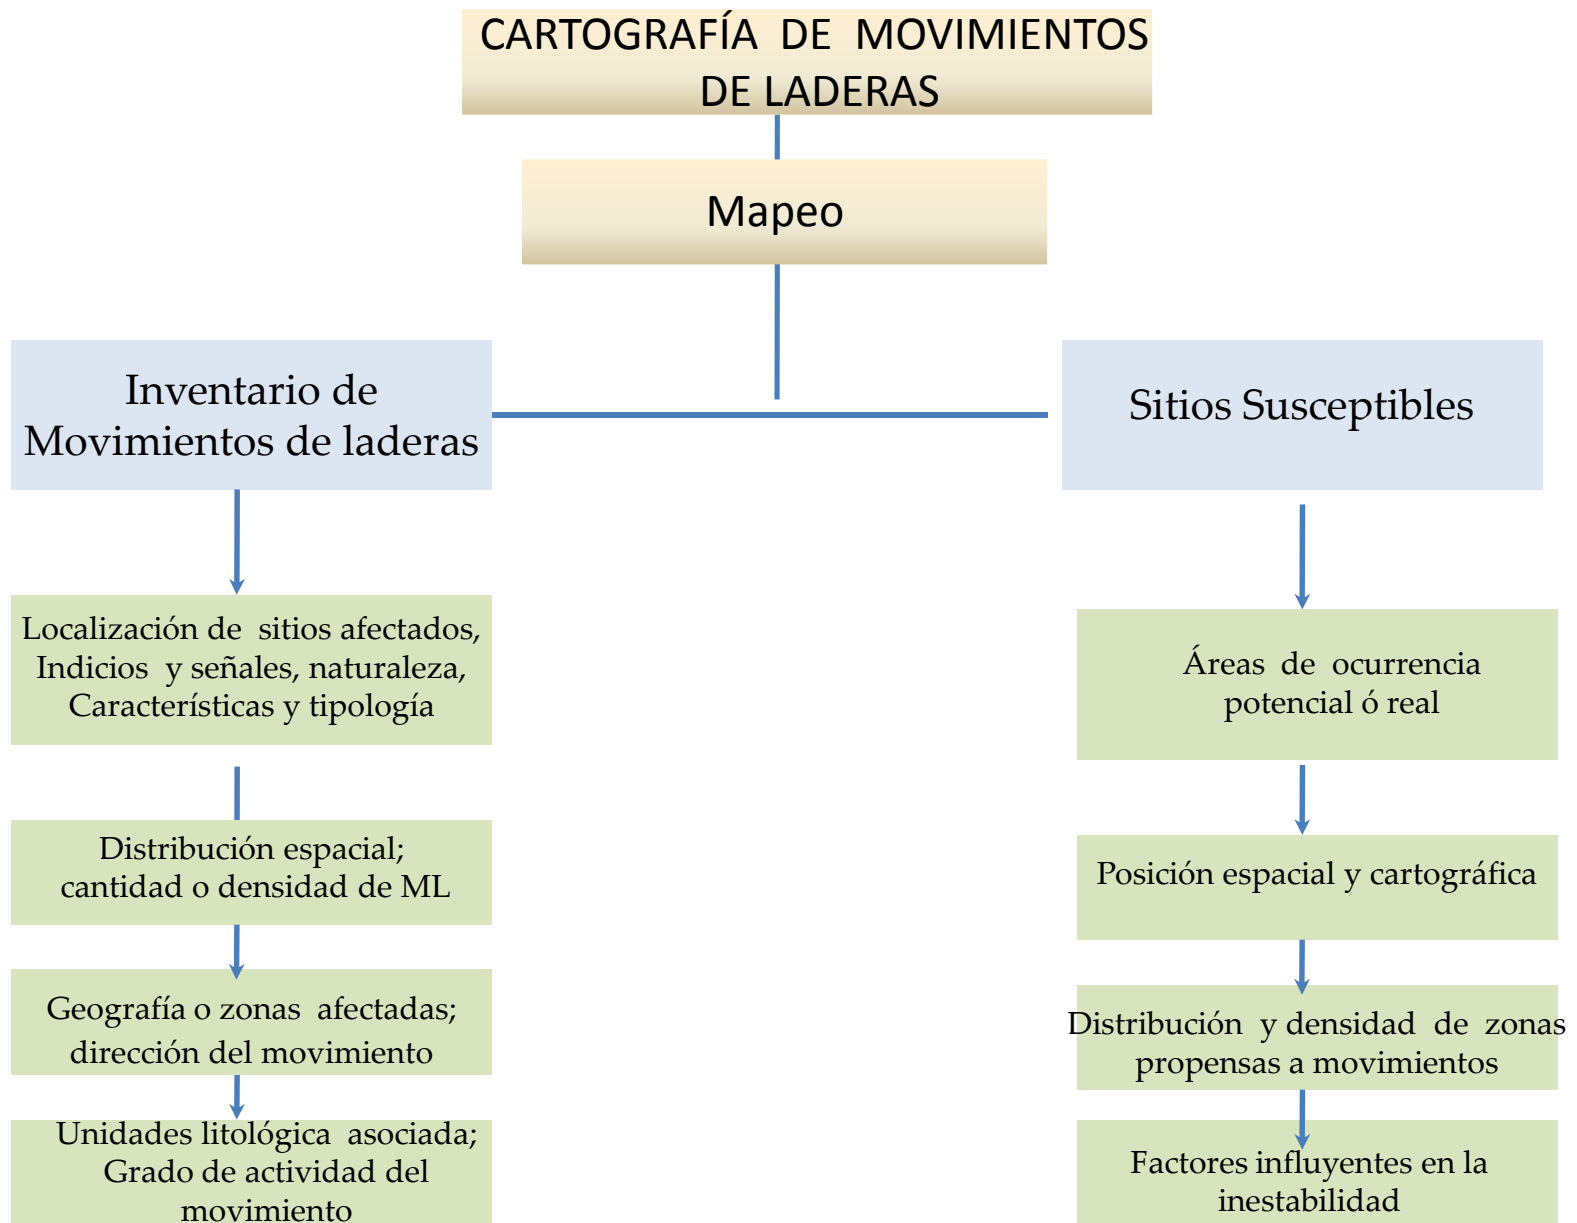 CARTOGRAFÍA DE MOVIMIENTOS
DE LADERAS
Mapeo
Inventario de
Movimientos de laderas
Sitios Susceptibles
Localización de sitios afectados,
Indicios y señales, naturaleza,
Características y tipología
Áreas de ocurrencia
potencial ó real
Distribución espacial;
cantidad o densidad de ML
Posición espacial y cartográfica
Geografía o zonas afectadas;
dirección del movimiento
Distribución y densidad de zonas
propensas a movimientos
Unidades litológica asociada;
Grado de actividad del
movimiento
Factores influyentes en la
inestabilidad